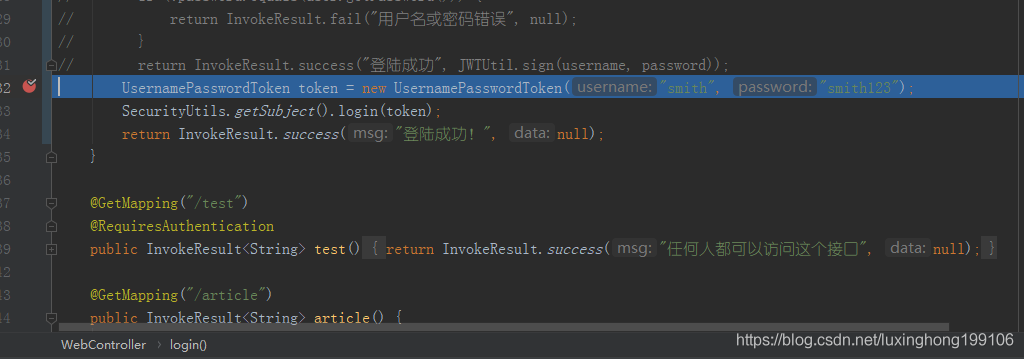 29 // return InvokeResult.fail("用户名或密码错误", null);
30 // }
31 // return InvokeResult.success("登陆成功", JWTUtil.sign(username, password));
32 UsernamePasswordToken token = new UsernamePasswordToken( username: "smith", password: "smith123");
33 SecurityUtils.getSubject().login(token);
34 return InvokeResult.success( msg: "登陆成功！", data: null);
35 }
36
37 @GetMapping("/test")
38 @RequiresAuthentication
39 public InvokeResult<String> test() { return InvokeResult.success( msg: "任何人都可以访问这个接口", data: null); }
42
43 @GetMapping("/article")
44 public InvokeResult<String> article() {
WebController > login()
https://blog.csdn.net/luxinghong199106